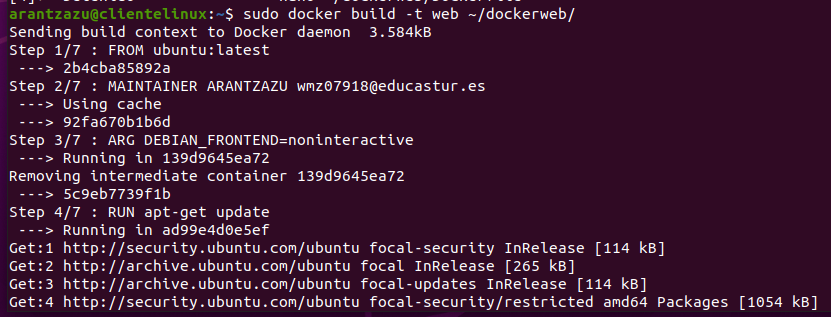 arantzazu@clientelinux:~$ sudo docker build -t web ~/dockerweb/
Sending build context to Docker daemon  3.584kB
Step 1/7 : FROM ubuntu:latest
 ---> 2b4cba85892a
Step 2/7 : MAINTAINER ARANTZAZU wmz07918@educastur.es
 ---> Using cache
 ---> 92fa670b1b6d
Step 3/7 : ARG DEBIAN_FRONTEND=noninteractive
 ---> Running in 139d9645ea72
Removing intermediate container 139d9645ea72
 ---> 5c9eb7739f1b
Step 4/7 : RUN apt-get update
 ---> Running in ad99e4d0e5ef
Get:1 http://security.ubuntu.com/ubuntu focal-security InRelease [114 kB]
Get:2 http://archive.ubuntu.com/ubuntu focal InRelease [265 kB]
Get:3 http://archive.ubuntu.com/ubuntu focal-updates InRelease [114 kB]
Get:4 http://security.ubuntu.com/ubuntu focal-security/restricted amd64 Packages [1054 kB]